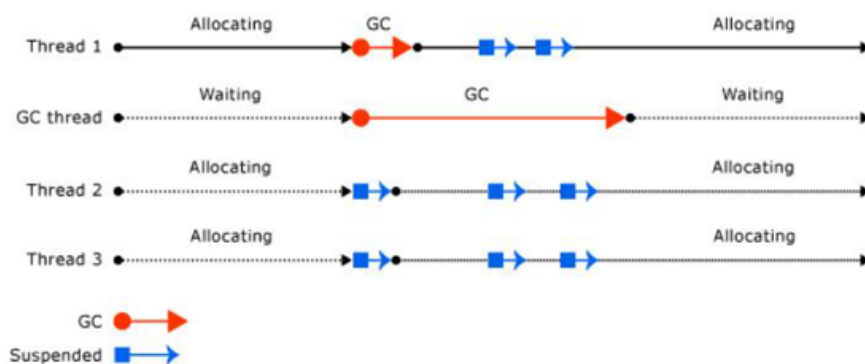 Allocating GC Allocating
Thread 1
Waiting GC Waiting
GC thread
Allocating Allocating
Thread 2
Allocating Allocating
Thread 3
GC
Suspended